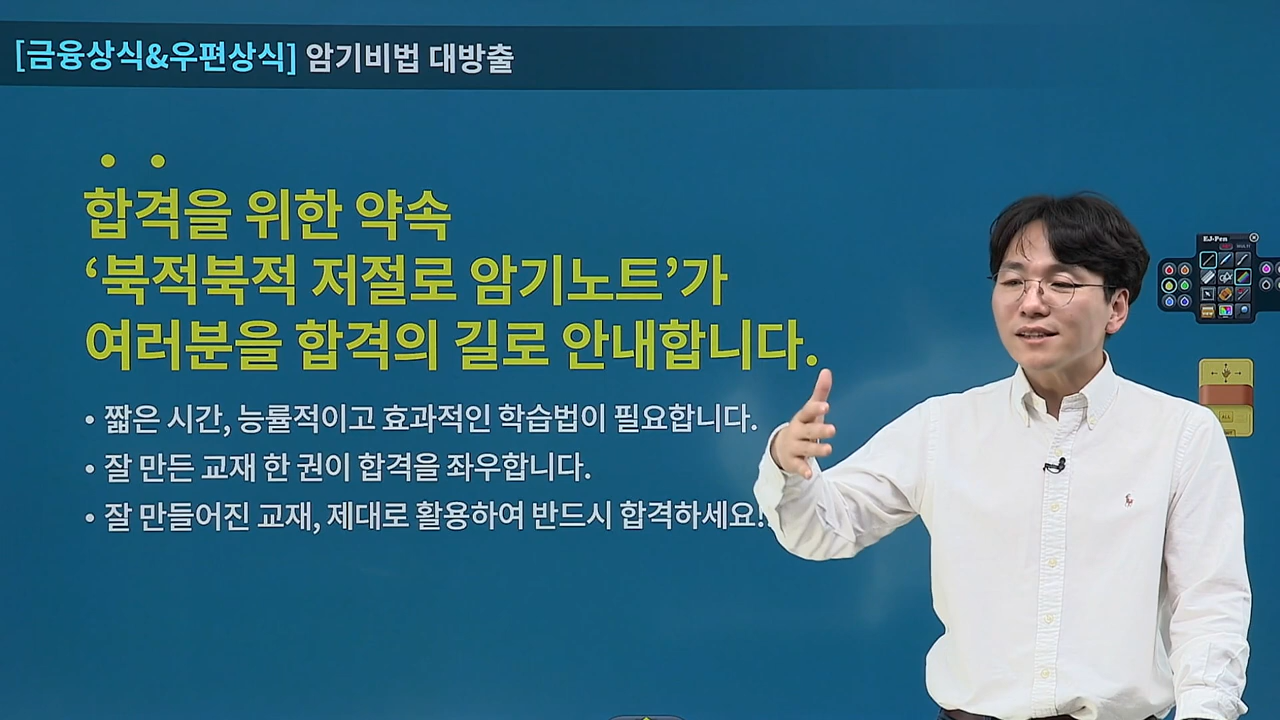 [금융상식&우편상식] 암기비법 대방출
합격을 위한 약속
‘북적북적 저절로 암기노트’가
여러분을 합격의 길로 안내합니다.
• 짧은 시간, 능률적이고 효과적인 학습법이 필요합니다.
• 잘 만든 교재 한 권이 합격을 좌우합니다.
• 잘 만들어진 교재, 제대로 활용하여 반드시 합격하세요!
EJ-Pen
ALL